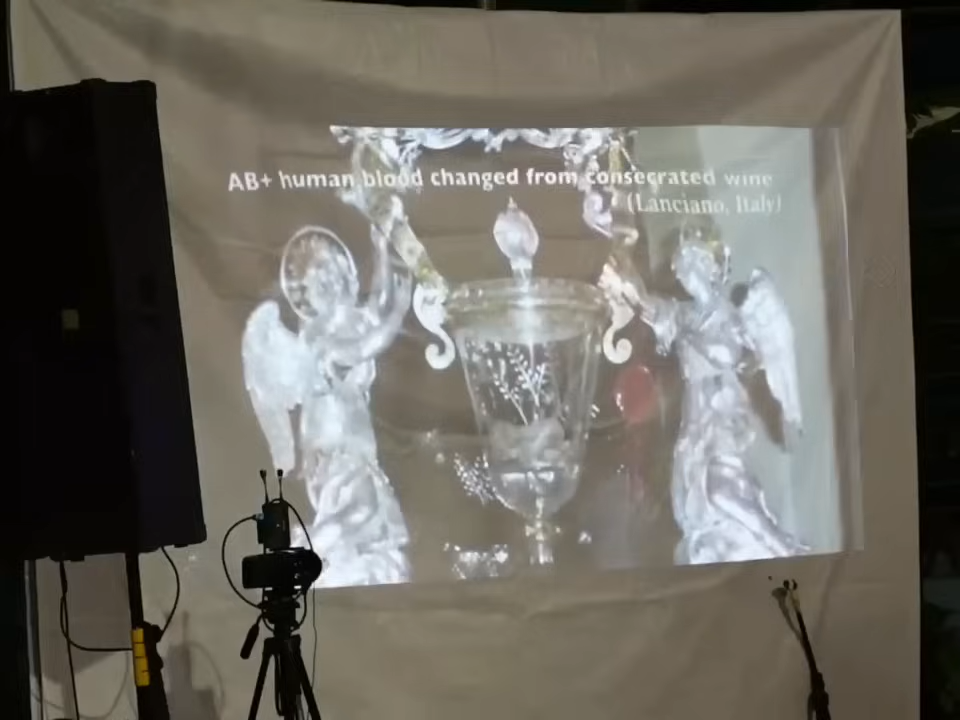 AB+ human blood changed from consecrated wine
(Lanciano, Italy)